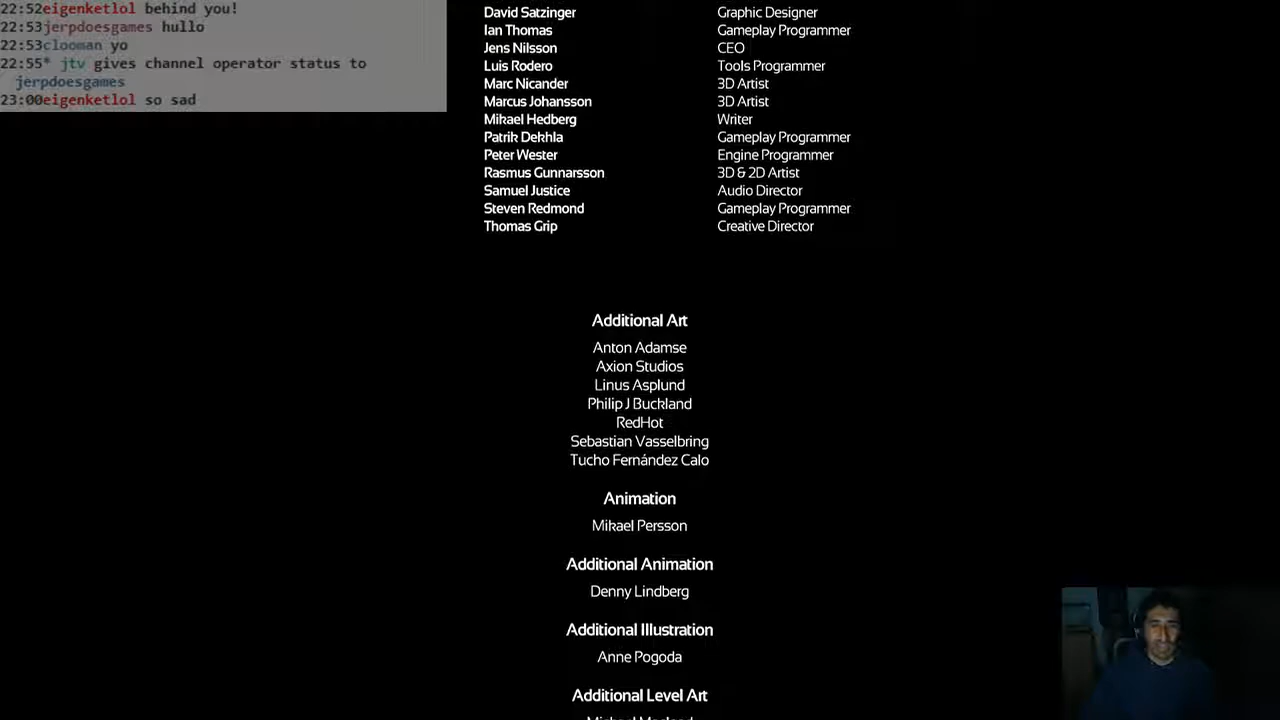 22:52eigenketlol behind you!
22:53jerpdoesgames hullo
22:53clooman yo
22:55* jtv gives channel operator status to
jerpdoesgames
23:00eigenketlol so sad
David Satzinger Graphic Designer
Ian Thomas Gameplay Programmer
Jens Nilsson CEO
Luis Rodero Tools Programmer
Marc Nicander 3D Artist
Marcus Johansson 3D Artist
Mikael Hedberg Writer
Patrik Dekhla Gameplay Programmer
Peter Wester Engine Programmer
Rasmus Gunnarsson 3D & 2D Artist
Samuel Justice Audio Director
Steven Redmond Gameplay Programmer
Thomas Grip Creative Director
Additional Art
Anton Adamse
Axion Studios
Linus Asplund
Philip J Buckland
RedHot
Sebastian Vasselbring
Tucho Fernández Calo
Animation
Mikael Persson
Additional Animation
Denny Lindberg
Additional Illustration
Anne Pogoda
Additional Level Art